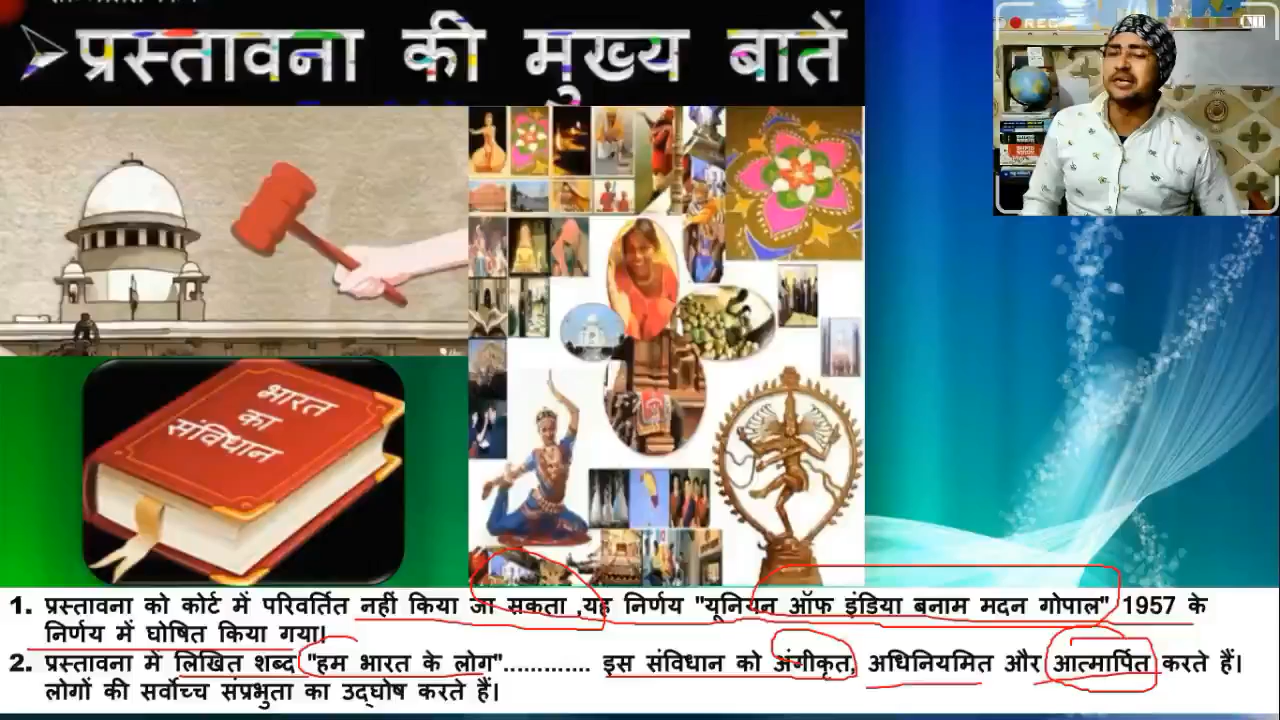 प्रस्तावना की मुख्य बातें
REC
भारत
का
संविधान
1. प्रस्तावना को कोर्ट में परिवर्तित नहीं किया जा सकता ,यह निर्णय "यूनियन ऑफ इंडिया बनाम मदन गोपाल" 1957 के
निर्णय में घोषित किया गया।
2. प्रस्तावना में लिखित शब्द "हम भारत के लोग"............. इस संविधान को अंगीकृत, अधिनियमित और आत्मार्पित करते हैं।
लोगों की सर्वोच्च संप्रभुता का उद्घोष करते हैं।